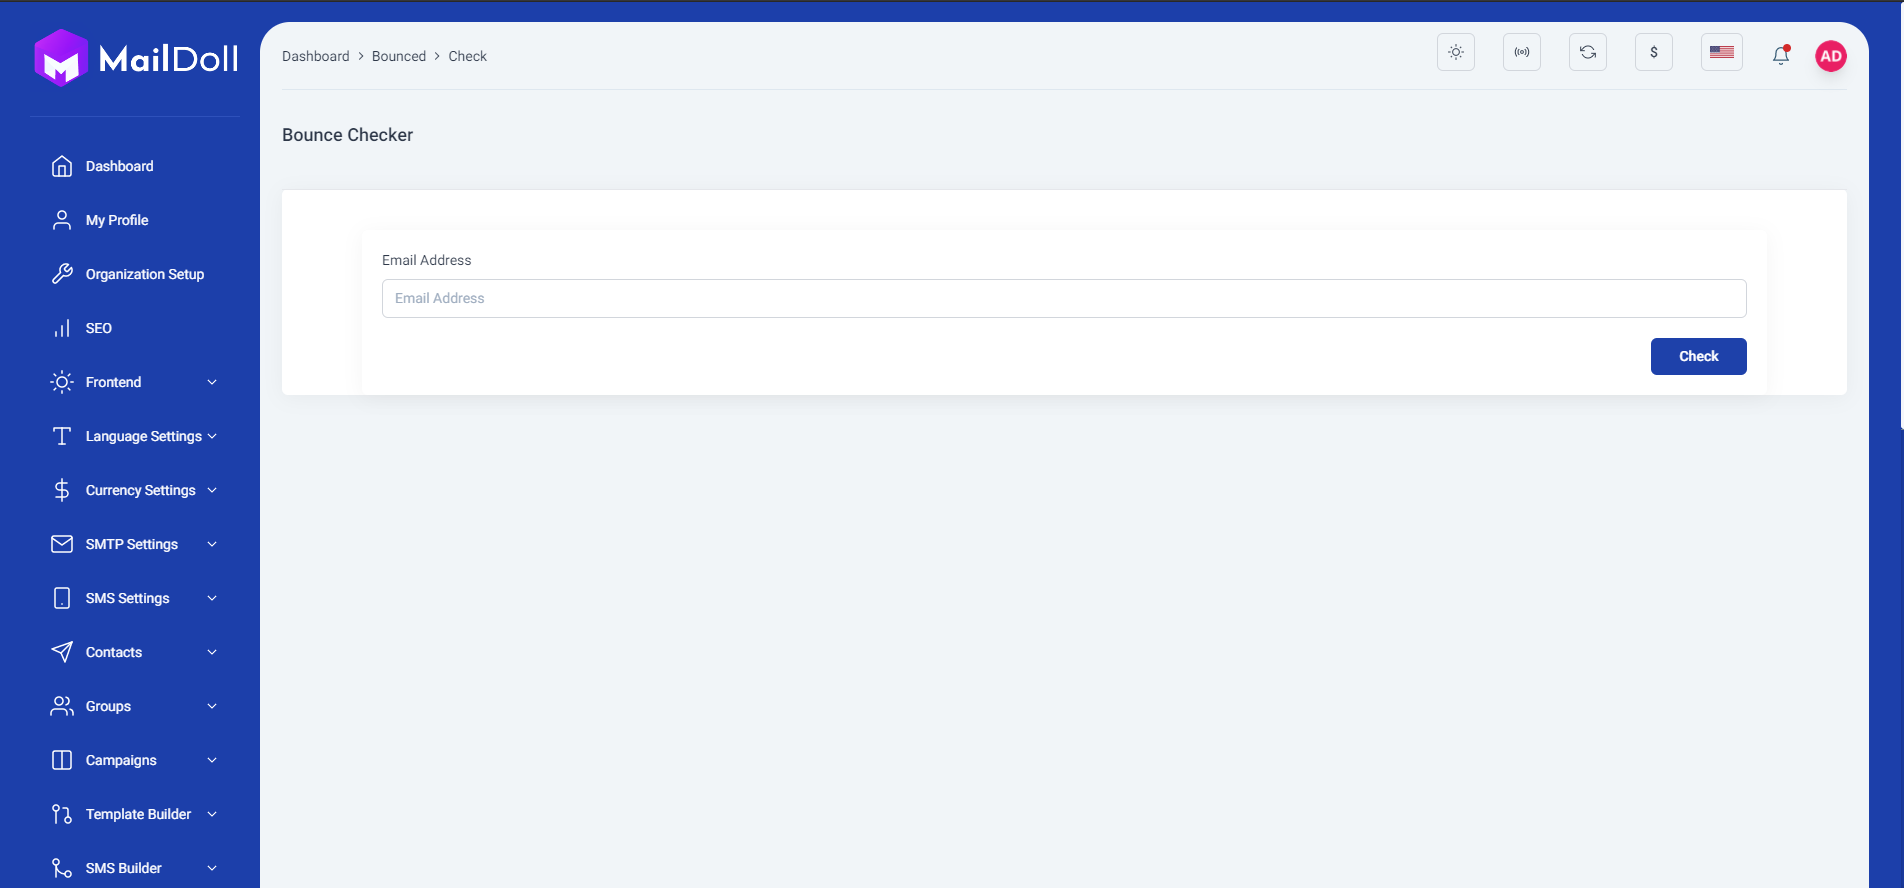 MailDoll
Dashboard
My Profile
Organization Setup
SEO
Frontend
Language Settings
Currency Settings
SMTP Settings
SMS Settings
Contacts
Groups
Campaigns
Template Builder
SMS Builder
Dashboard > Bounced > Check
$
AD
Bounce Checker
Email Address
Email Address
Check